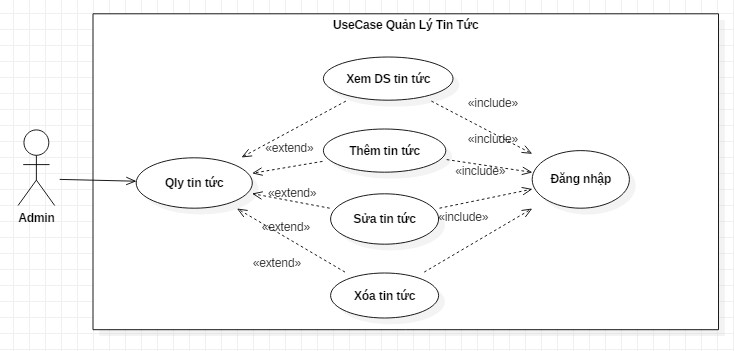 UseCase Quản Lý Tin Tức
Xem DS tin tức
«include»
«include»
«extend»
Thêm tin tức
«include»
Đăng nhập
Qly tin tức
«extend»
Sửa tin tức
«include»
«extend»
Admin
«extend»
Xóa tin tức